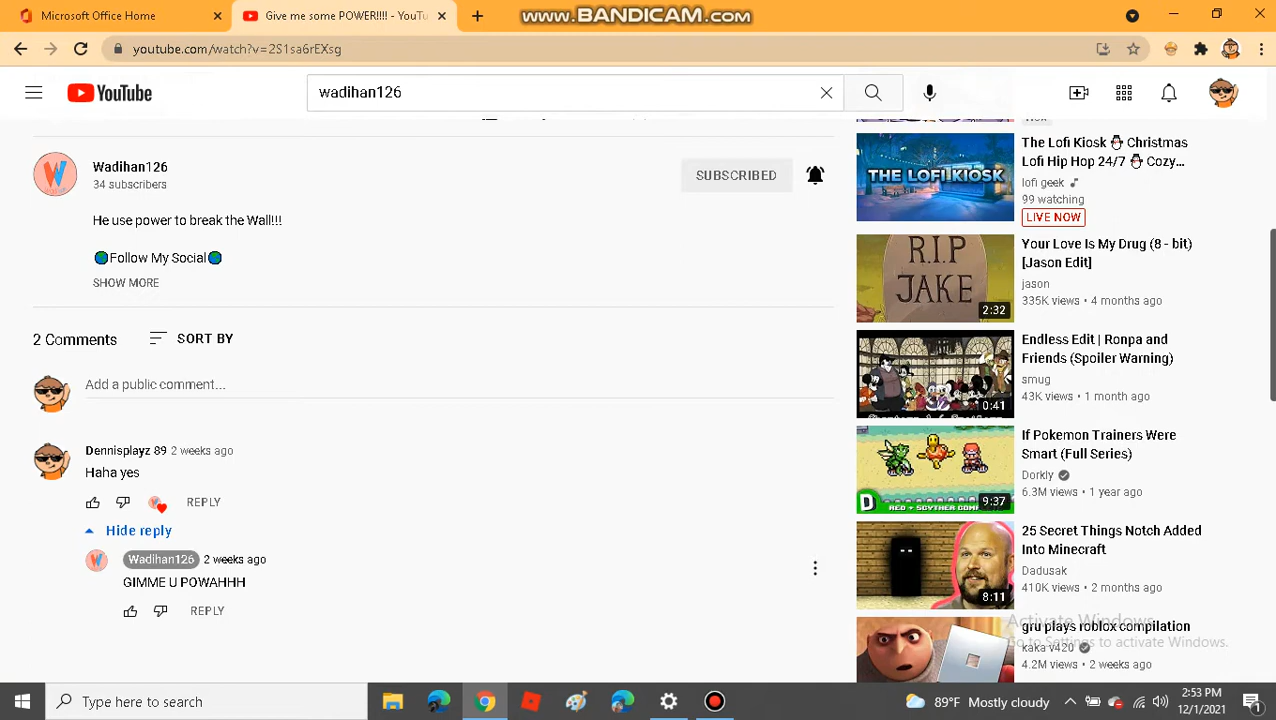 Microsoft Office Home
Give me some POWER!!!! - YouTu
www.BANDICAM.com
youtube.com/watch?v=2S1sa6rEXsg
YouTube
wadihan126
Wadihan126
34 subscribers
SUBSCRIBED
He use power to break the Wall!!!
Follow My Social
SHOW MORE
2 Comments
SORT BY
Add a public comment...
Dennisplayz 89 2 weeks ago
Haha yes
REPLY
Hide reply
Wadihan126 2 weeks ago
GIMME U POWAHHH
REPLY
THE LOFI KIOSK
The Lofi Kiosk ⛄ Christmas
Lofi Hip Hop 24/7 ⛄ Cozy...
lofi geek
99 watching
LIVE NOW
R.I.P
JAKE
2:32
Your Love Is My Drug (8 - bit)
[Jason Edit]
jason
335K views • 4 months ago
0:41
Endless Edit | Ronpa and
Friends (Spoiler Warning)
smug
43K views • 1 month ago
D
9:37
If Pokemon Trainers Were
Smart (Full Series)
Dorkly
6.3M views • 1 year ago
8:11
25 Secret Things Notch Added
Into Minecraft
Dadusak
410K views • 2 months ago
gru plays roblox compilation
kaka v420
4.2M views • 2 weeks ago
Activate Windows
Go to Settings to activate Windows.
Type here to search
89°F Mostly cloudy
2:53 PM
12/1/2021
1